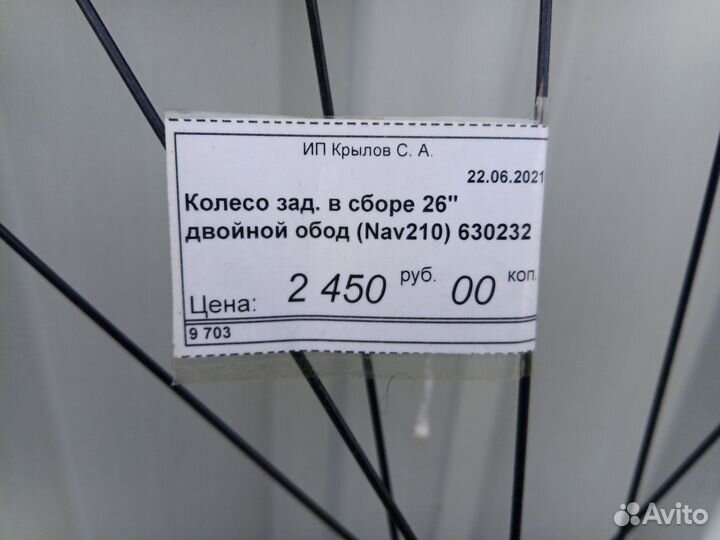 ИП Крылов С. А.
22.06.2021
Колесо зад. в сборе 26"
двойной обод (Nav210) 630232
Цена: 2 450 руб. 00 коп.
9 703
Avito